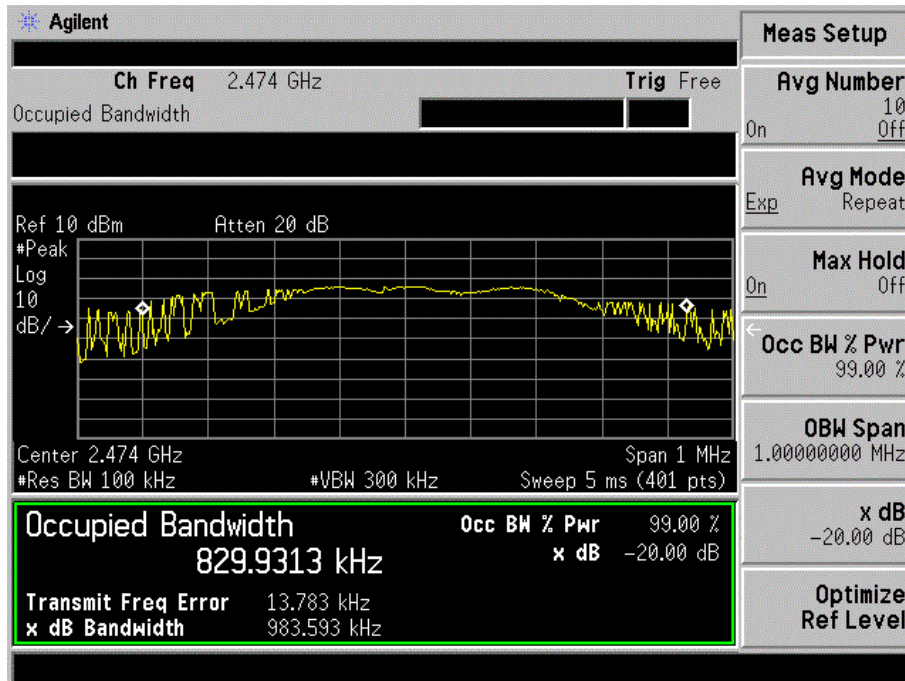 Agilent
Meas Setup
Ch Freq 2.474 GHz Trig Free
Occupied Bandwidth
Avg Number
10
On Off
Avg Mode
Exp Repeat
Max Hold
On Off
Occ BW % Pwr
99.00 %
OBW Span
1.00000000 MHz
x dB
-20.00 dB
Optimize
Ref Level
Ref 10 dBm Atten 20 dB
#Peak
Log
10
dB/
Center 2.474 GHz Span 1 MHz
#Res BW 100 kHz #VBW 300 kHz Sweep 5 ms (401 pts)
Occupied Bandwidth Occ BW % Pwr 99.00 %
829.9313 kHz x dB -20.00 dB
Transmit Freq Error 13.783 kHz
x dB Bandwidth 983.593 kHz